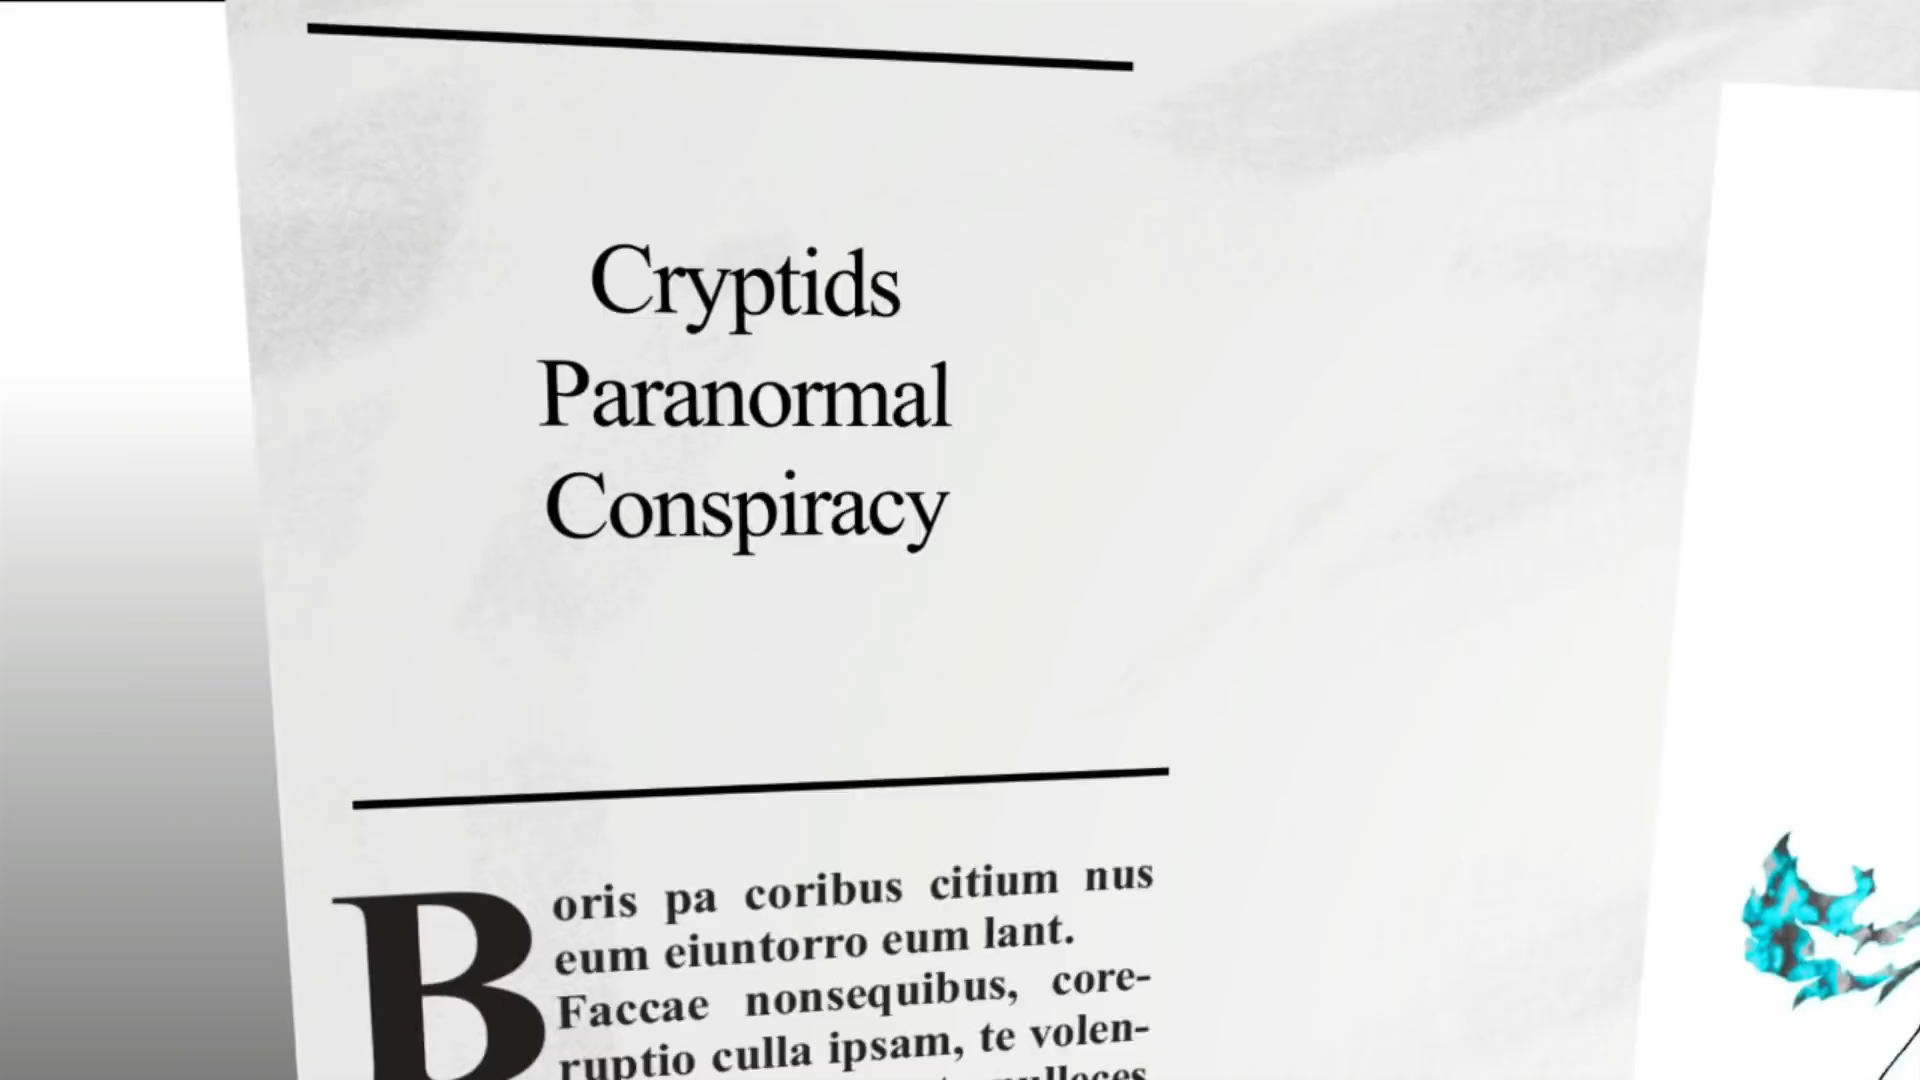 Cryptids
Paranormal
Conspiracy
Boris pa coribus citium nus
eum eiuntorro eum lant.
Faccae nonsequibus, core-
ruptio culla ipsam, te volen-